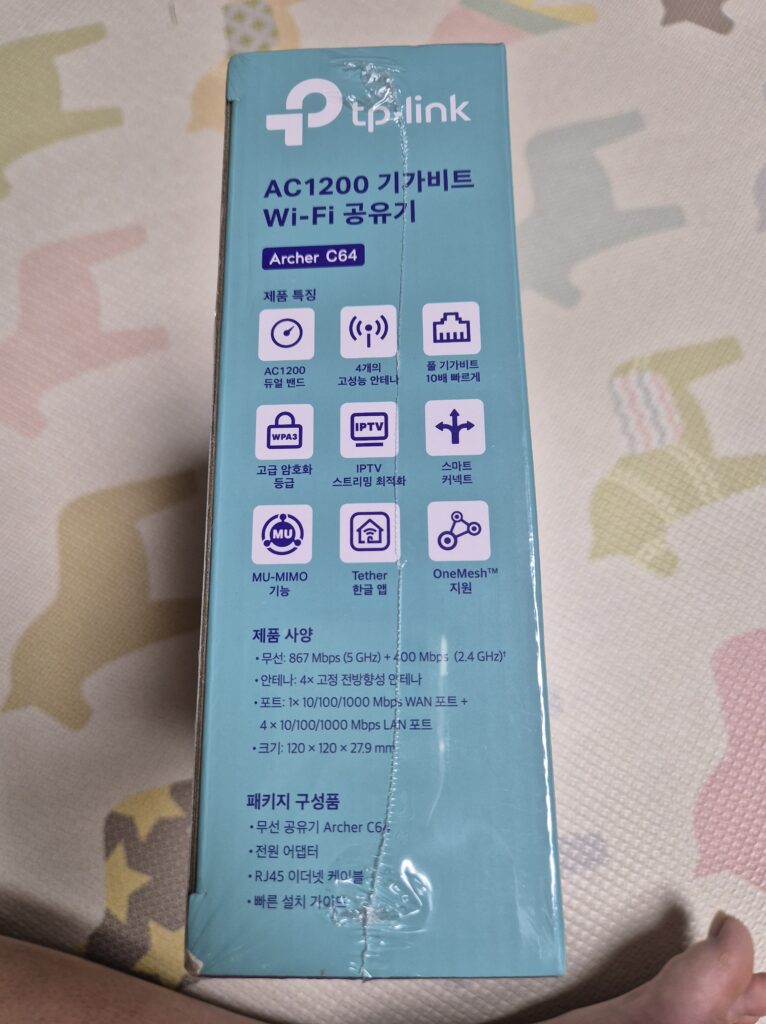 tp-link
AC1200 기가비트
Wi-Fi 공유기
Archer C64
제품 특징
AC1200
듀얼 밴드
4개의
고성능 안테나
풀 기가비트
10배 빠르게
WPA3
고급 암호화
등급
IPTV
IPTV
스트리밍 최적화
스마트
커넥트
MU
MU-MIMO
기능
Tether
한글 앱
OneMesh™
지원
제품 사양
• 무선: 867 Mbps (5 GHz) + 400 Mbps (2.4 GHz)†
• 안테나: 4× 고정 전방향성 안테나
• 포트: 1× 10/100/1000 Mbps WAN 포트 +
4 × 10/100/1000 Mbps LAN 포트
• 크기: 120 × 120 × 27.9 mm
패키지 구성품
• 무선 공유기 Archer C64
• 전원 어댑터
• RJ45 이더넷 케이블
• 빠른 설치 가이드